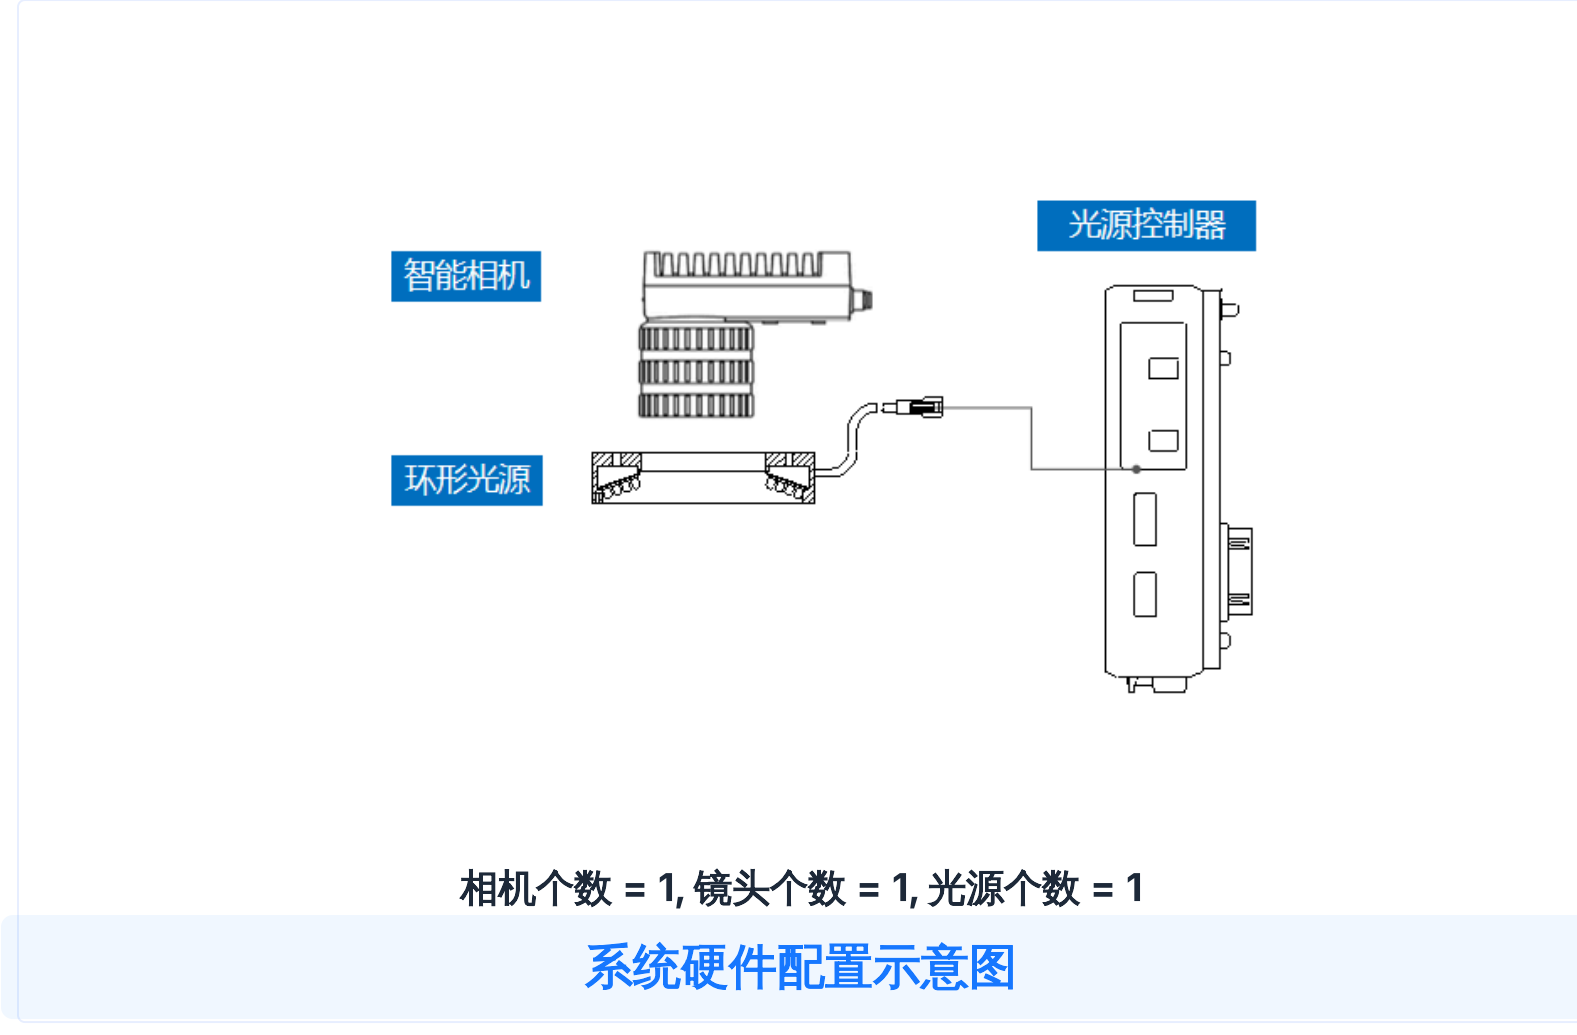 光源控制器
智能相机
环形光源
相机个数 = 1, 镜头个数 = 1, 光源个数 = 1
系统硬件配置示意图